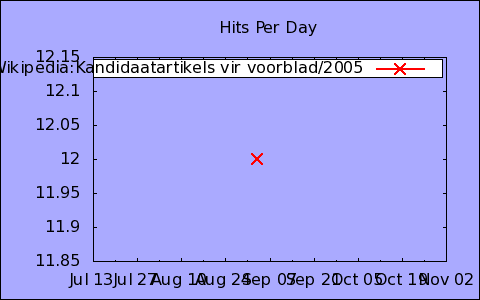 Hits Per Day
Wikipedia:Kandidaatartikels vir voorblad/2005
12.15
12.1
12.05
12
11.95
11.9
11.85
Jul 13 Jul 27 Aug 10 Aug 24 Sep 07 Sep 21 Oct 05 Oct 19 Nov 02